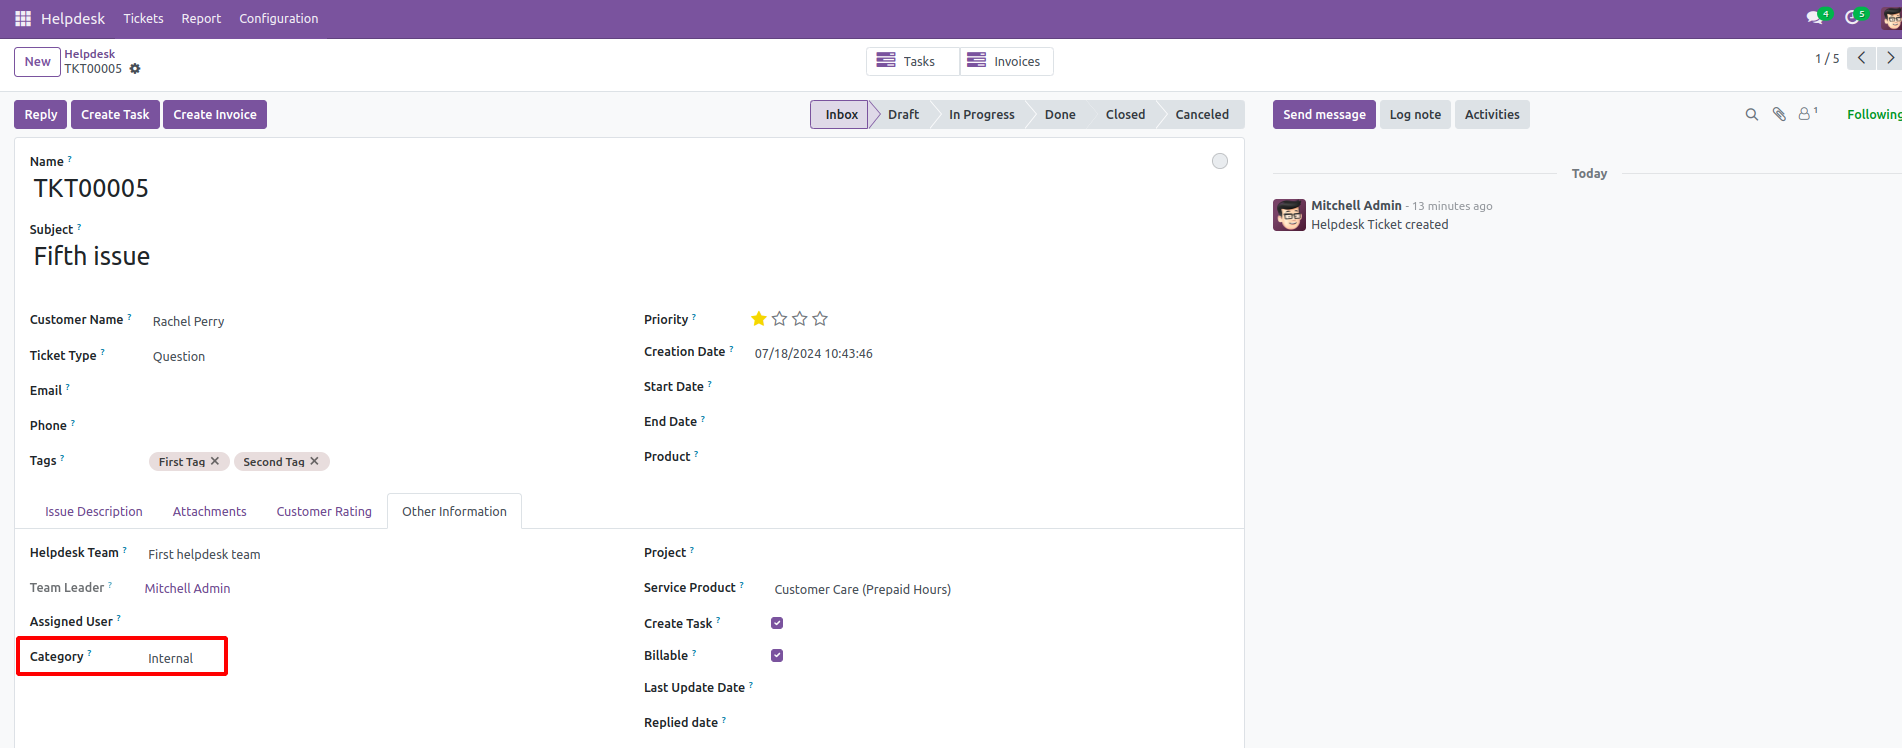 Helpdesk Tickets Report Configuration 4 5
New Helpdesk
TKT00005
Tasks Invoices 1 / 5
Reply Create Task Create Invoice Inbox Draft In Progress Done Closed Canceled Send message Log note Activities 1 Following
Name ?
TKT00005
Today
Subject ?
Fifth issue
Mitchell Admin - 13 minutes ago
Helpdesk Ticket created
Customer Name ? Rachel Perry
Ticket Type ? Question
Email ?
Phone ?
Tags ? First Tag × Second Tag ×
Priority ?
Creation Date ? 07/18/2024 10:43:46
Start Date ?
End Date ?
Product ?
Issue Description Attachments Customer Rating Other Information
Helpdesk Team ? First helpdesk team
Team Leader ? Mitchell Admin
Assigned User ?
Category ? Internal
Project ?
Service Product ? Customer Care (Prepaid Hours)
Create Task ?
Billable ?
Last Update Date ?
Replied date ?